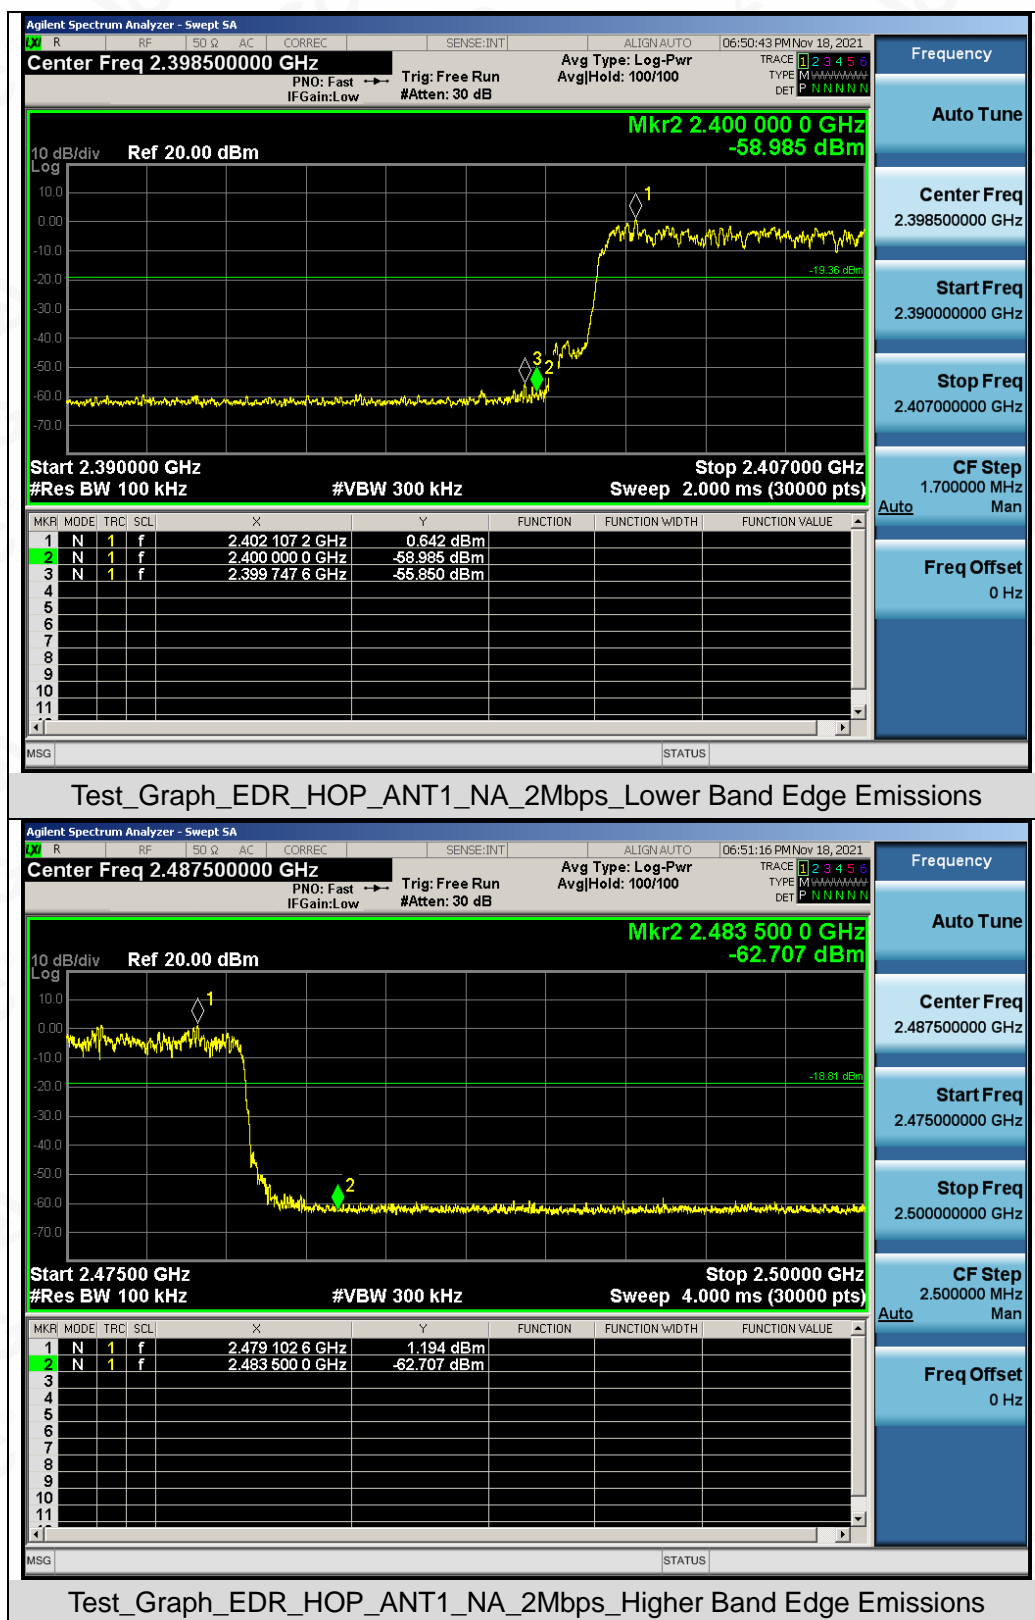 Agilent Spectrum Analyzer - Swept SA
LXI R RF 50 Ω AC CORREC SENSE:INT ALIGN AUTO 06:50:43 PM Nov 18, 2021
Center Freq 2.398500000 GHz
PNO: Fast
IFGain:Low
Trig: Free Run
#Atten: 30 dB
Avg Type: Log-Pwr
Avg|Hold: 100/100
TRACE 1 2 3 4 5 6
TYPE M
DET P N N N N N
Mkr2 2.400 000 0 GHz
-58.985 dBm
10 dB/div Ref 20.00 dBm
Log
10.0
0.00
-10.0
-20.0
-30.0
-40.0
-50.0
-60.0
-70.0
1
-19.36 dBm
3
2
Start 2.390000 GHz Stop 2.407000 GHz
#Res BW 100 kHz #VBW 300 kHz Sweep 2.000 ms (30000 pts)
MKR MODE TRC SCL X Y FUNCTION FUNCTION WIDTH FUNCTION VALUE
1 N 1 f 2.402 107 2 GHz 0.642 dBm
2 N 1 f 2.400 000 0 GHz -58.985 dBm
3 N 1 f 2.399 747 6 GHz -55.850 dBm
4
5
6
7
8
9
10
11
MSG STATUS
Frequency
Auto Tune
Center Freq
2.398500000 GHz
Start Freq
2.390000000 GHz
Stop Freq
2.407000000 GHz
CF Step
1.700000 MHz
Auto Man
Freq Offset
0 Hz
Test_Graph_EDR_HOP_ANT1_NA_2Mbps_Lower Band Edge Emissions
Agilent Spectrum Analyzer - Swept SA
LXI R RF 50 Ω AC CORREC SENSE:INT ALIGN AUTO 06:51:16 PM Nov 18, 2021
Center Freq 2.487500000 GHz
PNO: Fast
IFGain:Low
Trig: Free Run
#Atten: 30 dB
Avg Type: Log-Pwr
Avg|Hold: 100/100
TRACE 1 2 3 4 5 6
TYPE M
DET P N N N N N
Mkr2 2.483 500 0 GHz
-62.707 dBm
10 dB/div Ref 20.00 dBm
Log
10.0
0.00
-10.0
-20.0
-30.0
-40.0
-50.0
-60.0
-70.0
1
-18.81 dBm
2
Start 2.47500 GHz Stop 2.50000 GHz
#Res BW 100 kHz #VBW 300 kHz Sweep 4.000 ms (30000 pts)
MKR MODE TRC SCL X Y FUNCTION FUNCTION WIDTH FUNCTION VALUE
1 N 1 f 2.479 102 6 GHz 1.194 dBm
2 N 1 f 2.483 500 0 GHz -62.707 dBm
3
4
5
6
7
8
9
10
11
MSG STATUS
Frequency
Auto Tune
Center Freq
2.487500000 GHz
Start Freq
2.475000000 GHz
Stop Freq
2.500000000 GHz
CF Step
2.500000 MHz
Auto Man
Freq Offset
0 Hz
Test_Graph_EDR_HOP_ANT1_NA_2Mbps_Higher Band Edge Emissions